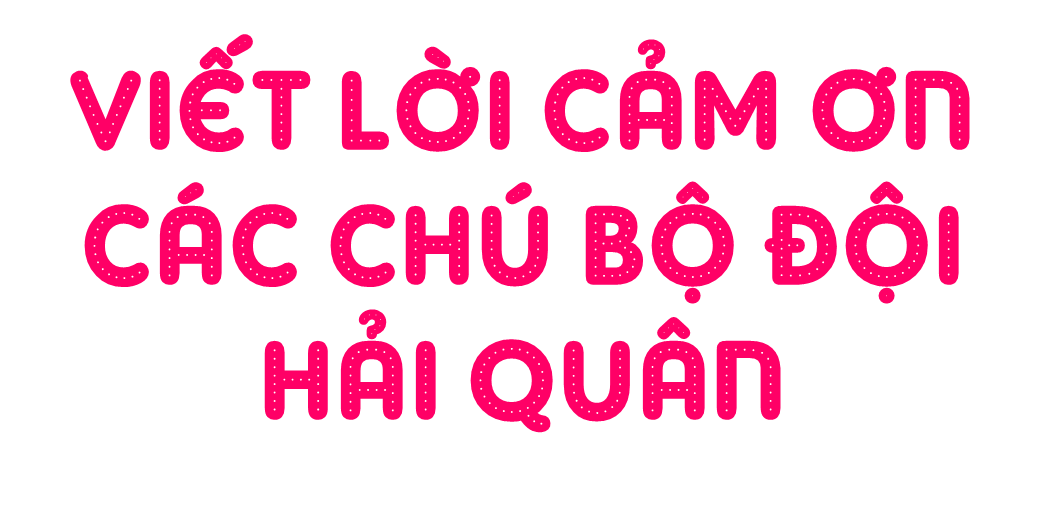 VIẾT LỜI CẢM ƠN
CÁC CHÚ BỘ ĐỘI
HẢI QUÂN